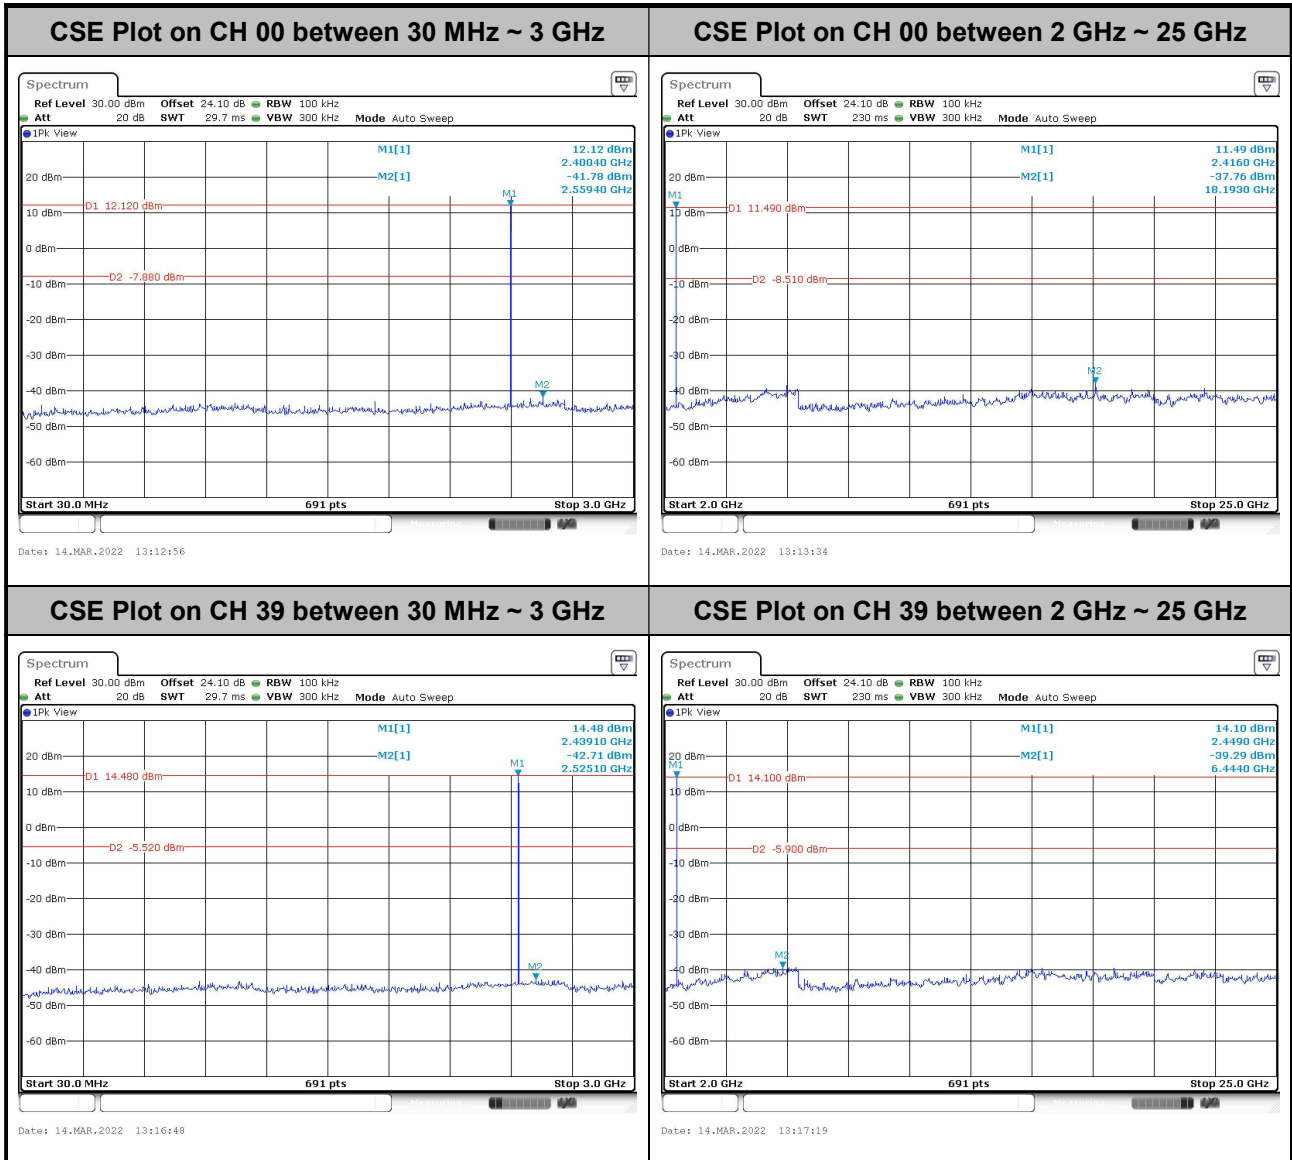 CSE Plot on CH 00 between 30 MHz ~ 3 GHz
Spectrum
Ref Level 30.00 dBm Offset 24.10 dB RBW 100 kHz
Att 20 dB SWT 29.7 ms VBW 300 kHz Mode Auto Sweep
1Pk View
M1[1] 12.12 dBm
2.40040 GHz
M2[1] -41.78 dBm
2.55940 GHz
20 dBm
M1
D1 12.120 dBm
10 dBm
0 dBm
D2 -7.880 dBm
-10 dBm
-20 dBm
-30 dBm
-40 dBm
M2
-50 dBm
-60 dBm
Start 30.0 MHz 691 pts Stop 3.0 GHz
Date: 14.MAR.2022 13:12:56
CSE Plot on CH 00 between 2 GHz ~ 25 GHz
Spectrum
Ref Level 30.00 dBm Offset 24.10 dB RBW 100 kHz
Att 20 dB SWT 230 ms VBW 300 kHz Mode Auto Sweep
1Pk View
M1[1] 11.49 dBm
2.4160 GHz
M2[1] -37.76 dBm
18.1930 GHz
20 dBm
M1
D1 11.490 dBm
10 dBm
0 dBm
D2 -8.510 dBm
-10 dBm
-20 dBm
-30 dBm
M2
-40 dBm
-50 dBm
-60 dBm
Start 2.0 GHz 691 pts Stop 25.0 GHz
Date: 14.MAR.2022 13:13:34
CSE Plot on CH 39 between 30 MHz ~ 3 GHz
Spectrum
Ref Level 30.00 dBm Offset 24.10 dB RBW 100 kHz
Att 20 dB SWT 29.7 ms VBW 300 kHz Mode Auto Sweep
1Pk View
M1[1] 14.48 dBm
2.43910 GHz
M2[1] -42.71 dBm
2.52510 GHz
20 dBm
M1
D1 14.480 dBm
10 dBm
0 dBm
D2 -5.520 dBm
-10 dBm
-20 dBm
-30 dBm
-40 dBm
M2
-50 dBm
-60 dBm
Start 30.0 MHz 691 pts Stop 3.0 GHz
Date: 14.MAR.2022 13:16:48
CSE Plot on CH 39 between 2 GHz ~ 25 GHz
Spectrum
Ref Level 30.00 dBm Offset 24.10 dB RBW 100 kHz
Att 20 dB SWT 230 ms VBW 300 kHz Mode Auto Sweep
1Pk View
M1[1] 14.10 dBm
2.4490 GHz
M2[1] -39.29 dBm
6.4440 GHz
20 dBm
M1
D1 14.100 dBm
10 dBm
0 dBm
D2 -5.900 dBm
-10 dBm
-20 dBm
-30 dBm
M2
-40 dBm
-50 dBm
-60 dBm
Start 2.0 GHz 691 pts Stop 25.0 GHz
Date: 14.MAR.2022 13:17:19